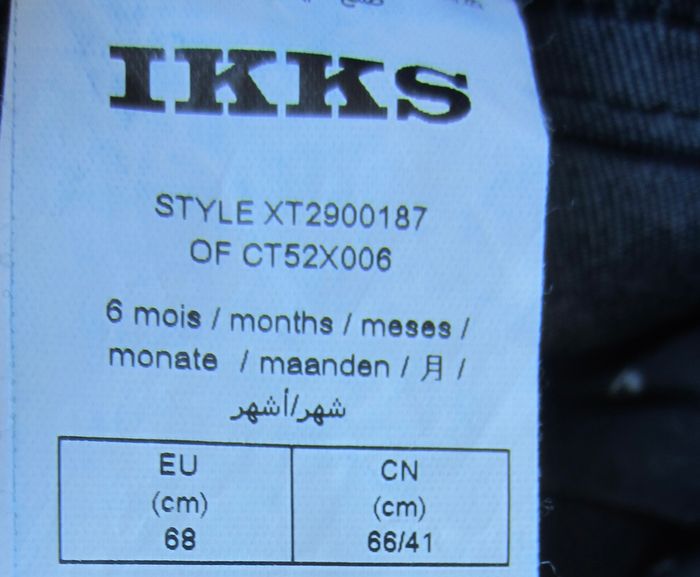 IKKS
STYLE XT2900187
OF CT52X006
6 mois / months / meses /
monate / maanden / 月 /
شهر/أشهر
EU
(cm)
68
CN
(cm)
66/41